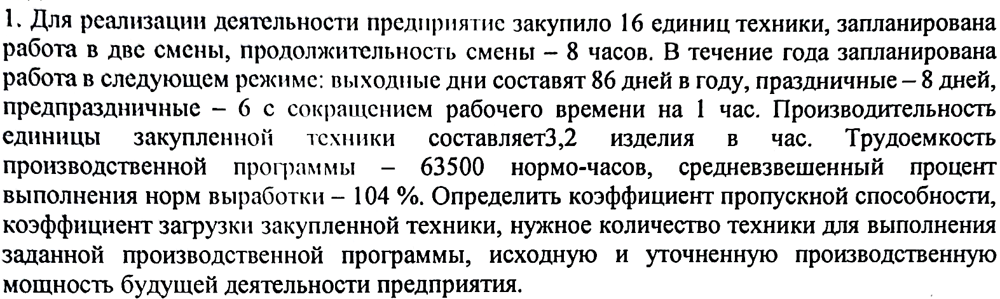 1. Для реализации деятельности предприятие закупило 16 единиц техники, запланирована
работа в две смены, продолжительность смены – 8 часов. В течение года запланирована
работа в следующем режиме: выходные дни составят 86 дней в году, праздничные – 8 дней,
предпраздничные – 6 с сокращением рабочего времени на 1 час. Производительность
единицы закупленной техники составляет3,2 изделия в час. Трудоемкость
производственной программы – 63500 нормо-часов, средневзвешенный процент
выполнения норм выработки – 104 %. Определить коэффициент пропускной способности,
коэффициент загрузки закупленной техники, нужное количество техники для выполнения
заданной производственной программы, исходную и уточненную производственную
мощность будущей деятельности предприятия.